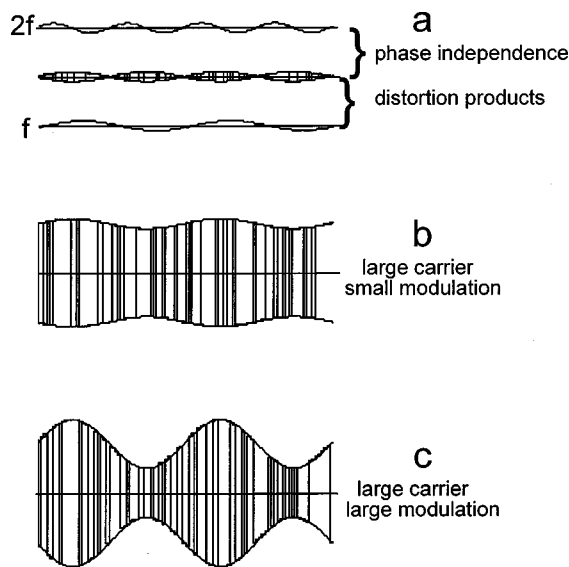 a
2f
phase independence
distortion products
f
b
large carrier
small modulation
c
large carrier
large modulation